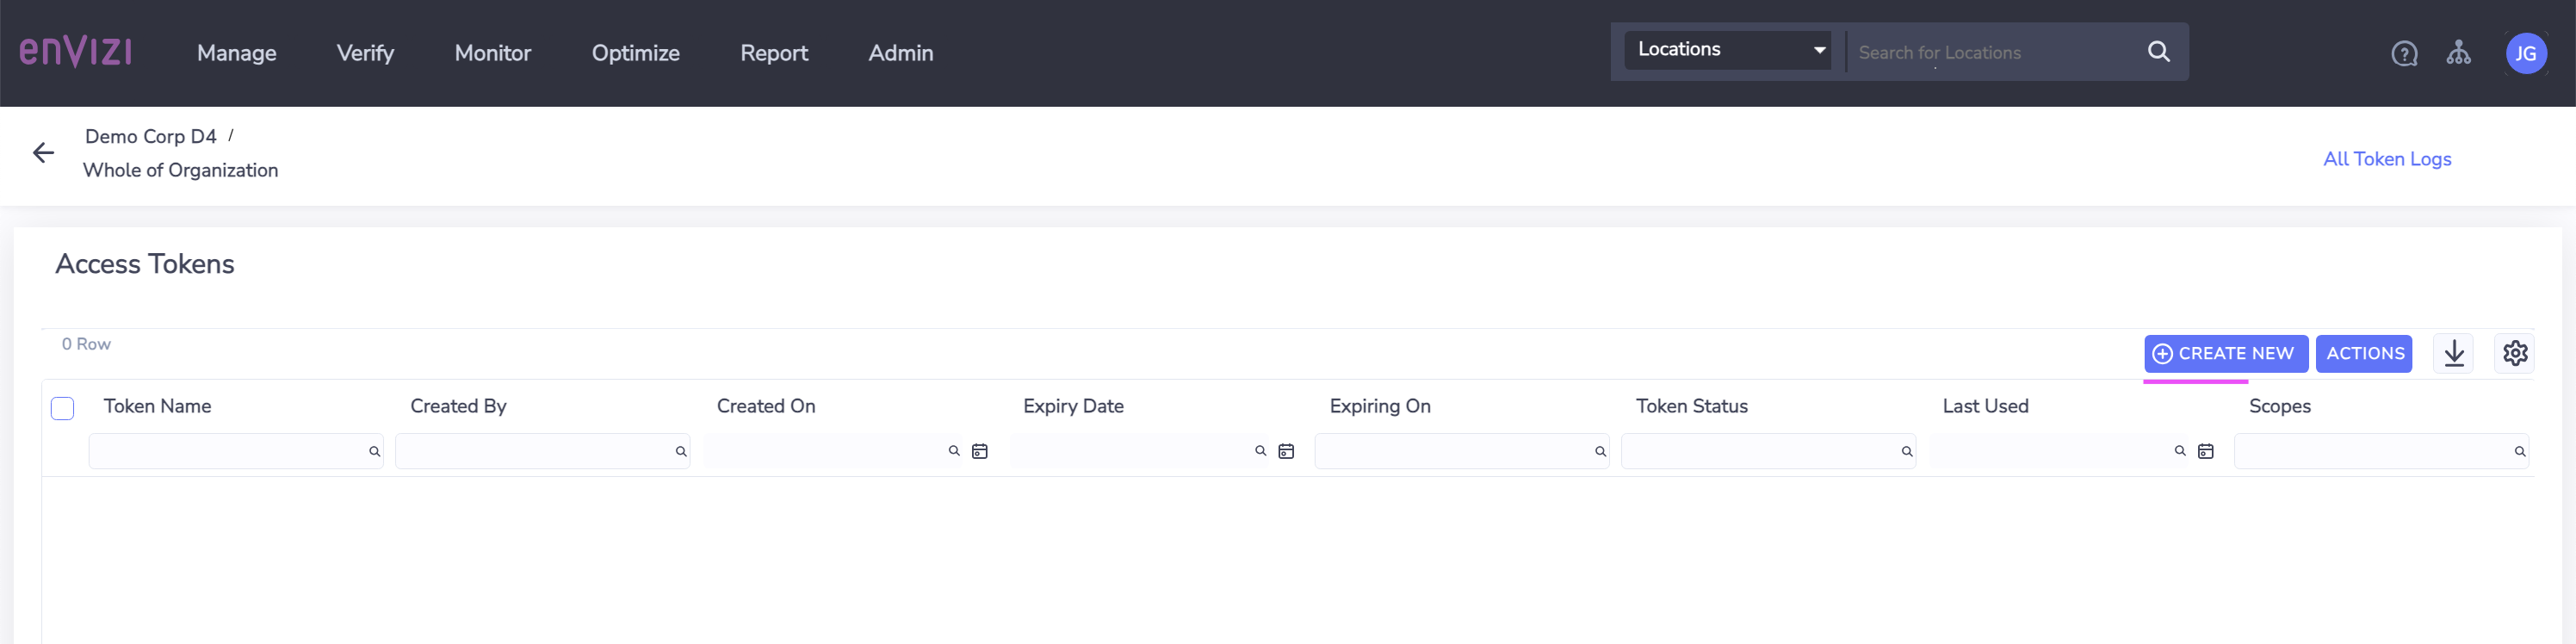 enVIZI
Manage Verify Monitor Optimize Report Admin
Locations Search for Locations
JG
Demo Corp D4 /
Whole of Organization
All Token Logs
Access Tokens
0 Row
CREATE NEW ACTIONS
Token Name Created By Created On Expiry Date Expiring On Token Status Last Used Scopes